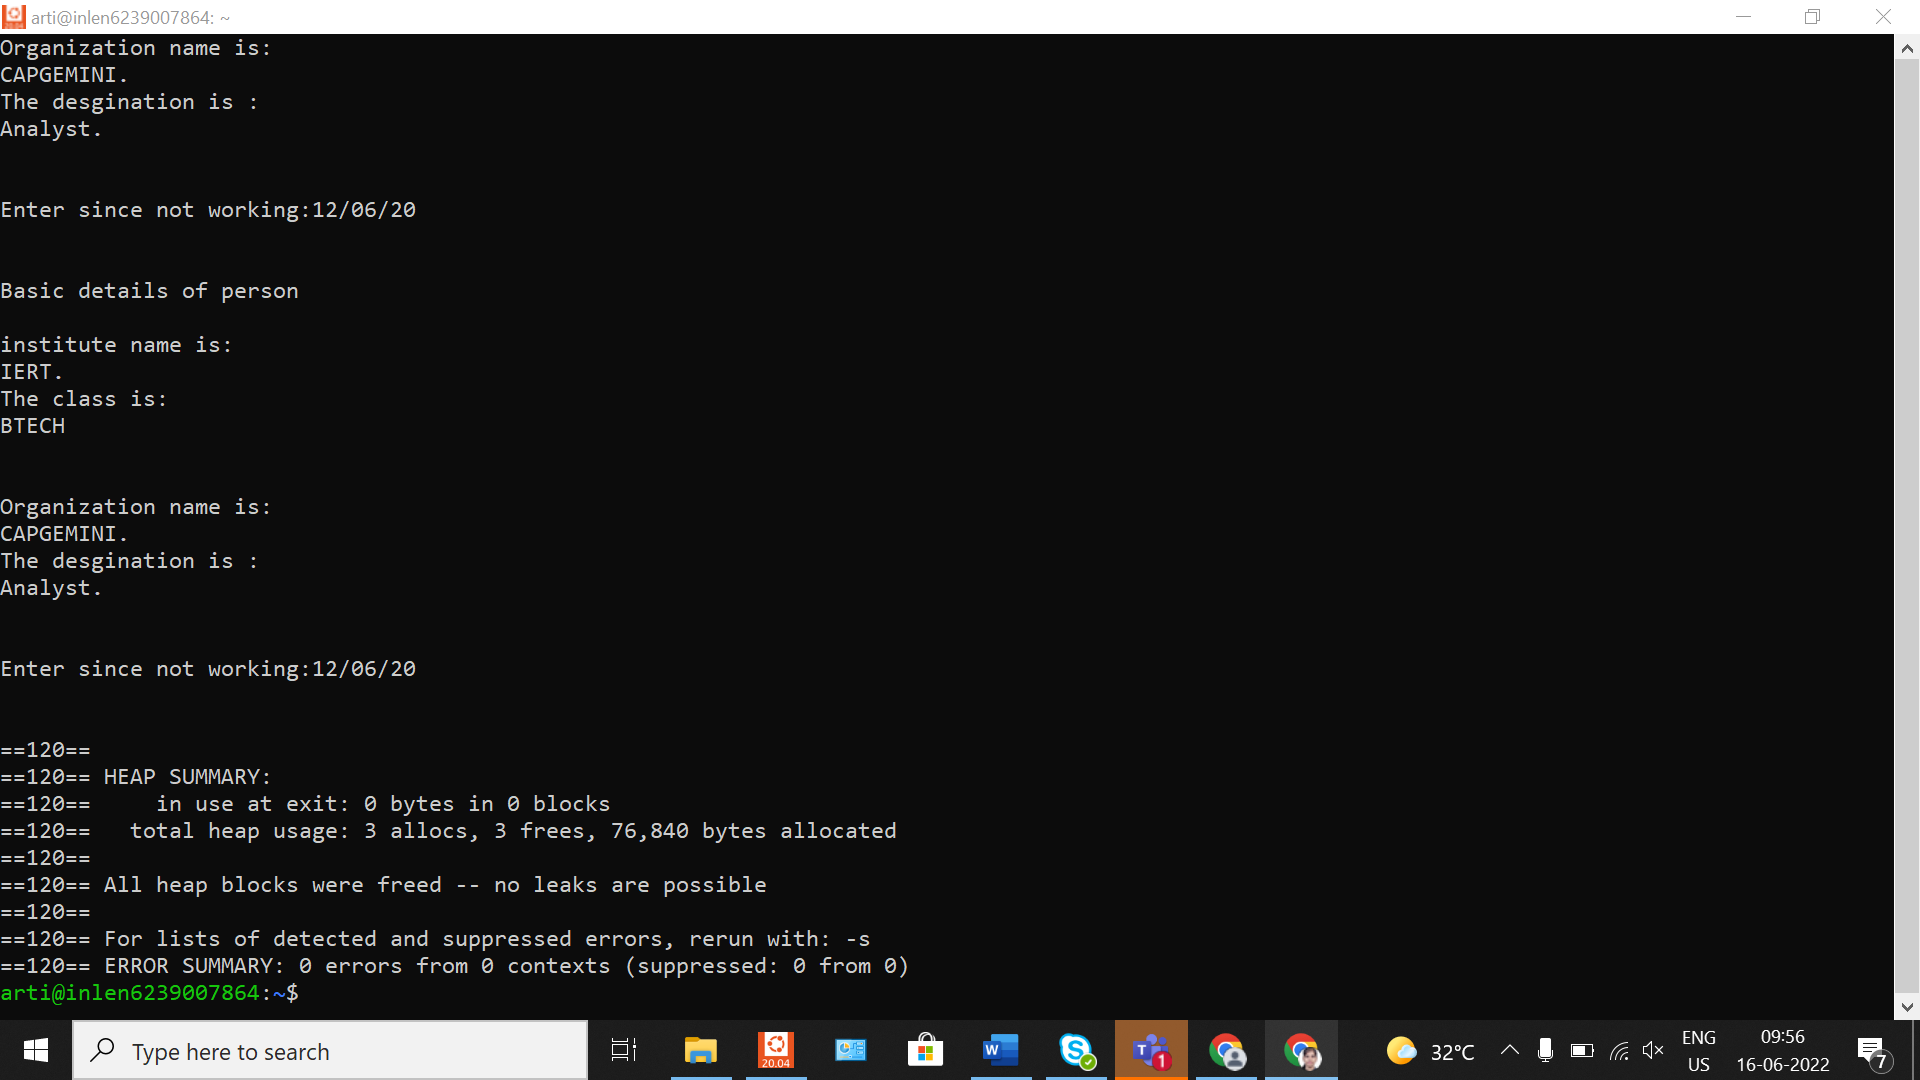 arti@inlen6239007864: ~
Organization name is:
CAPGEMINI.
The desgination is :
Analyst.
Enter since not working:12/06/20
Basic details of person
institute name is:
IERT.
The class is:
BTECH
Organization name is:
CAPGEMINI.
The desgination is :
Analyst.
Enter since not working:12/06/20
==120==
==120== HEAP SUMMARY:
==120==     in use at exit: 0 bytes in 0 blocks
==120==   total heap usage: 3 allocs, 3 frees, 76,840 bytes allocated
==120==
==120== All heap blocks were freed -- no leaks are possible
==120==
==120== For lists of detected and suppressed errors, rerun with: -s
==120== ERROR SUMMARY: 0 errors from 0 contexts (suppressed: 0 from 0)
arti@inlen6239007864:~$
Type here to search
20.04
W
S
T
1
32°C
ENG
US
09:56
16-06-2022
7